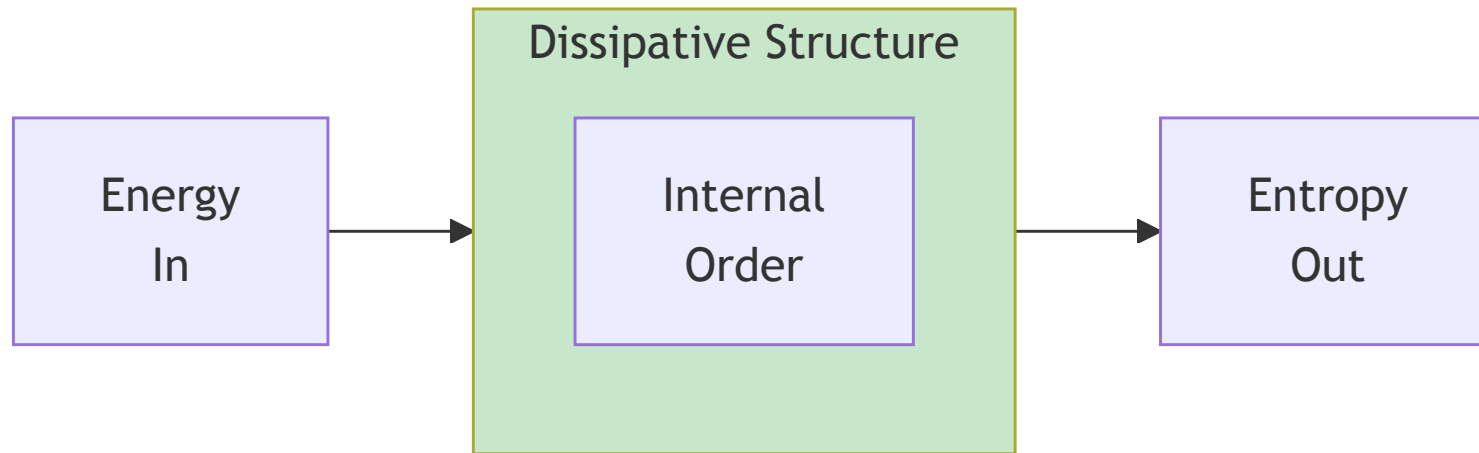 Dissipative Structure
Energy
In
Internal
Order
Entropy
Out